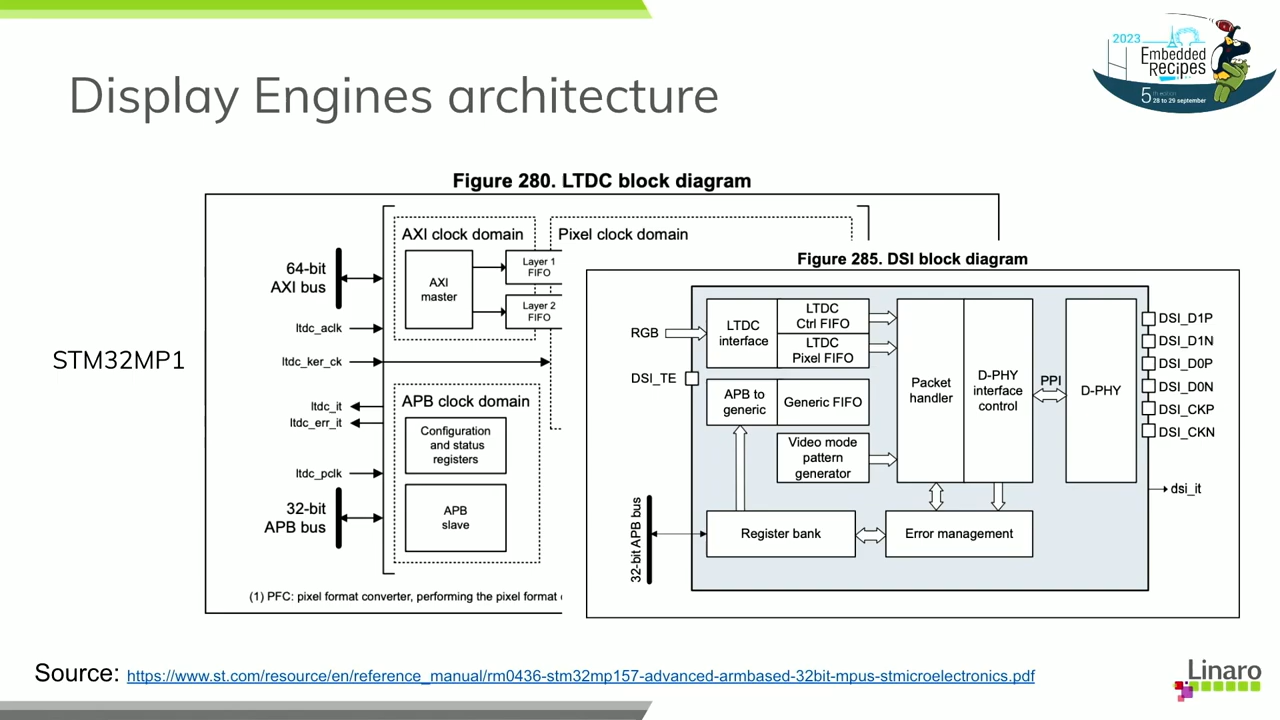 2023
Embedded
Recipes
5th edition
28 to 29 september
Display Engines architecture
STM32MP1
Figure 280. LTDC block diagram
AXI clock domain
Pixel clock domain
64-bit
AXI bus
AXI
master
Layer 1
FIFO
Layer 2
FIFO
ltdc_aclk
ltdc_ker_ck
ltdc_it
ltdc_err_it
APB clock domain
Configuration
and status
registers
ltdc_pclk
32-bit
APB bus
APB
slave
(1) PFC: pixel format converter, performing the pixel format
Figure 285. DSI block diagram
RGB
DSI_TE
LTDC
interface
LTDC
Ctrl FIFO
LTDC
Pixel FIFO
APB to
generic
Generic FIFO
Video mode
pattern
generator
Packet
handler
D-PHY
interface
control
PPI
D-PHY
DSI_D1P
DSI_D1N
DSI_D0P
DSI_D0N
DSI_CKP
DSI_CKN
dsi_it
32-bit APB bus
Register bank
Error management
Source: https://www.st.com/resource/en/reference_manual/rm0436-stm32mp157-advanced-armbased-32bit-mpus-stmicroelectronics.pdf
Linaro